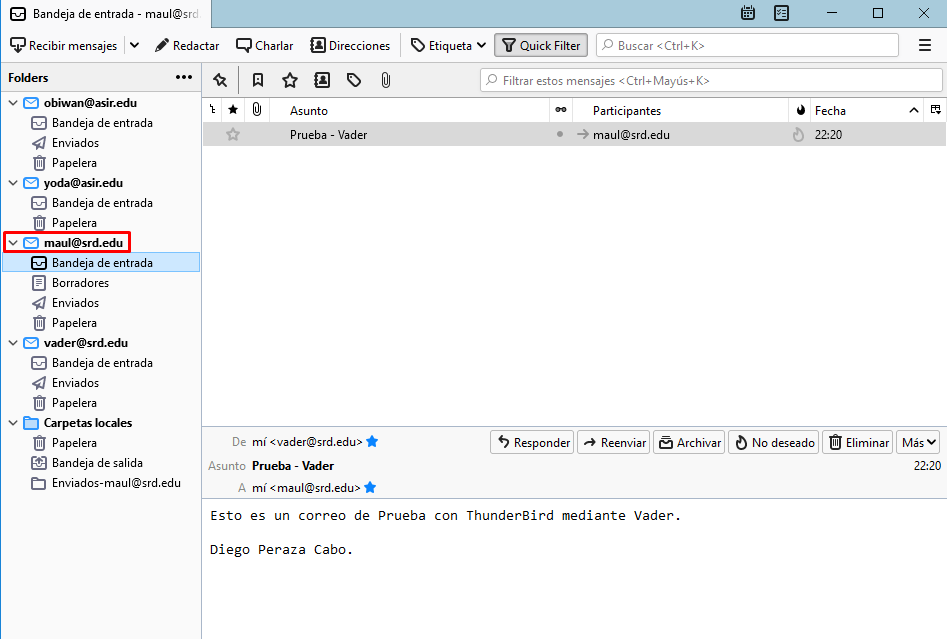 Bandeja de entrada - maul@srd.
Recibir mensajes Redactar Charlar Direcciones Etiqueta Quick Filter Buscar <Ctrl+K>
Folders
Filtrar estos mensajes <Ctrl+Mayús+K>
Asunto Participantes Fecha
Prueba - Vader maul@srd.edu 22:20
obiwan@asir.edu
Bandeja de entrada
Enviados
Papelera
yoda@asir.edu
Bandeja de entrada
Papelera
maul@srd.edu
Bandeja de entrada
Borradores
Enviados
Papelera
vader@srd.edu
Bandeja de entrada
Enviados
Papelera
Carpetas locales
Papelera
Bandeja de salida
Enviados-maul@srd.edu
De mí <vader@srd.edu> Responder Reenviar Archivar No deseado Eliminar Más
Asunto Prueba - Vader 22:20
A mí <maul@srd.edu>
Esto es un correo de Prueba con ThunderBird mediante Vader.
Diego Peraza Cabo.